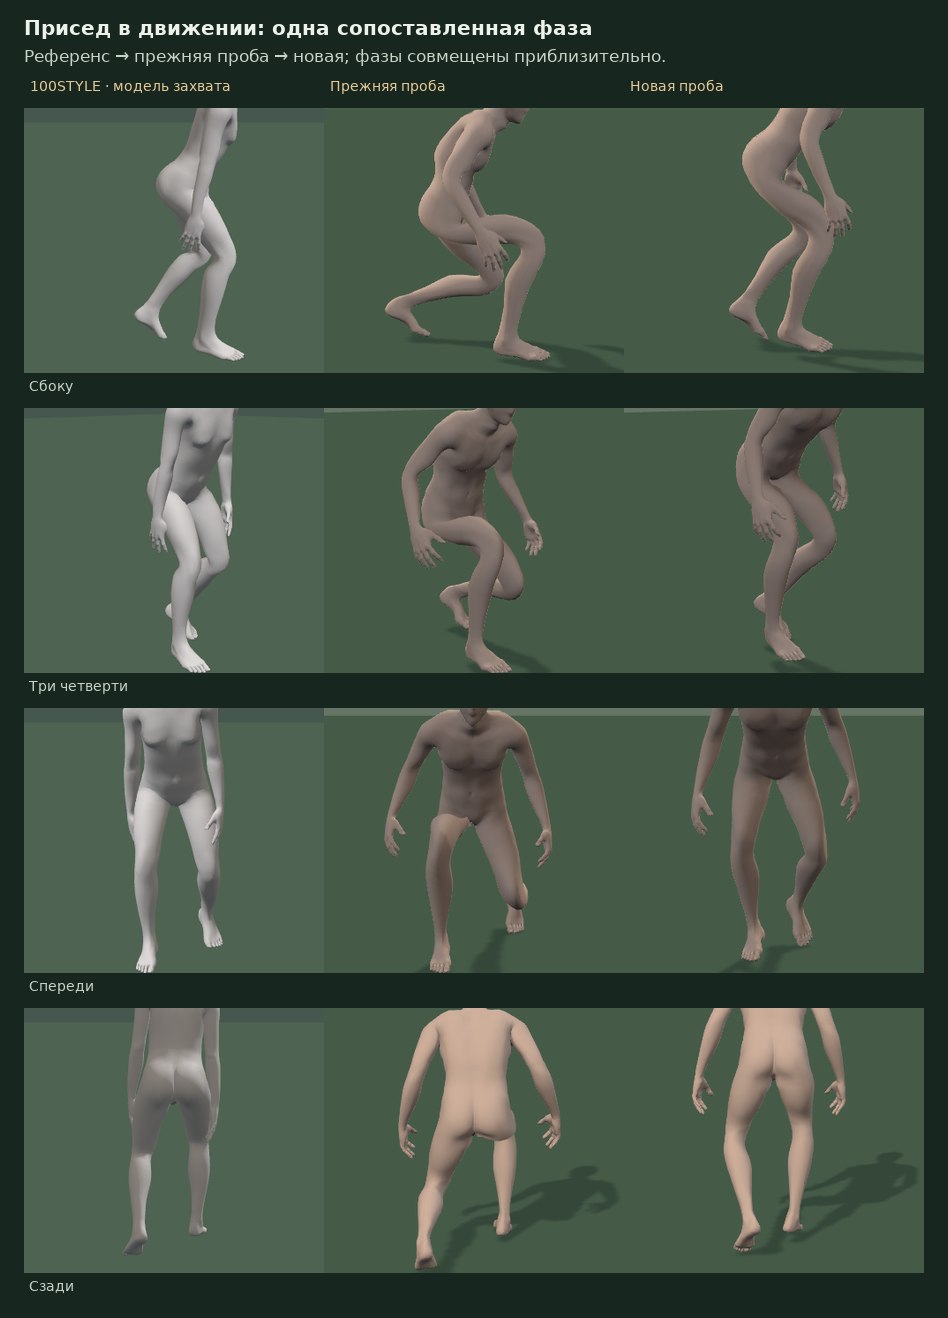 Присед в движении: одна сопоставленная фаза
Референс → прежняя проба → новая; фазы совмещены приблизительно.
100STYLE · модель захвата
Прежняя проба
Новая проба
Сбоку
Три четверти
Спереди
Сзади